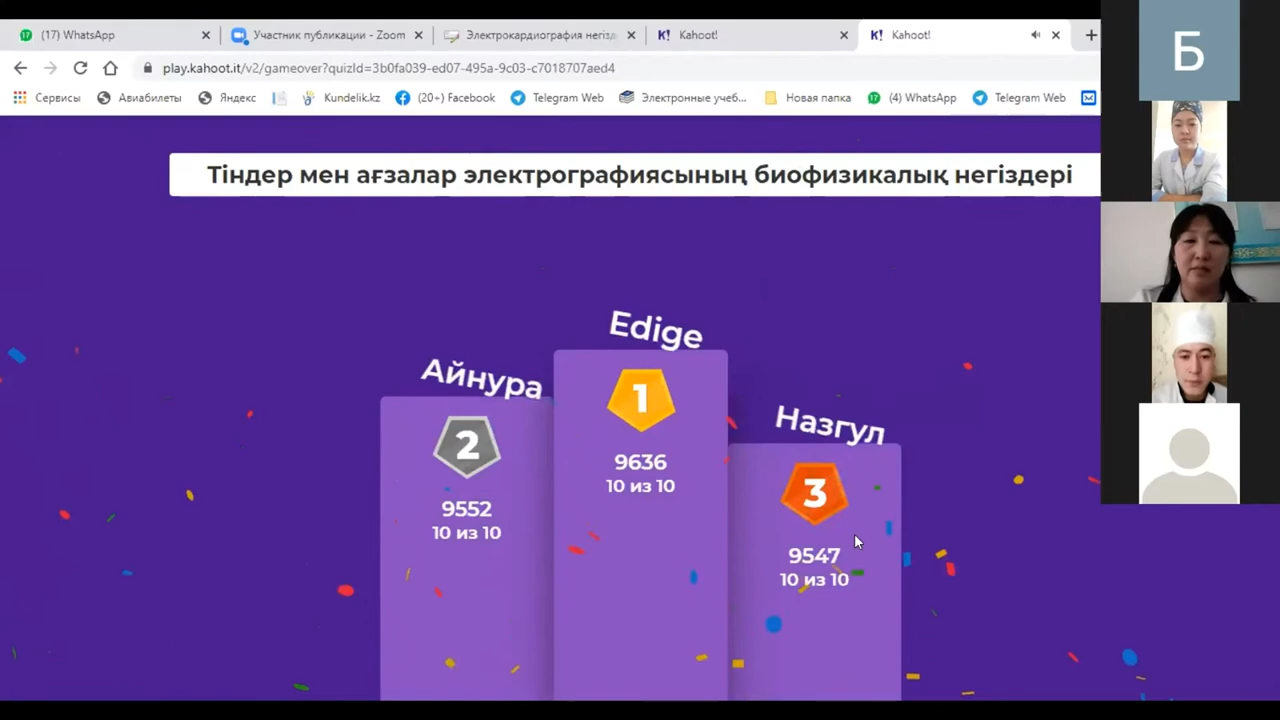 (17) WhatsApp
Участник публикации - Zoom
Электрокардиография негізд
K! Kahoot!
K! Kahoot!
play.kahoot.it/v2/gameover?quizId=3b0fa039-ed07-495a-9c03-c7018707aed4
Сервисы
Авиабилеты
Яндекс
Kundelik.kz
(20+) Facebook
Telegram Web
Электронные учеб...
Новая папка
(4) WhatsApp
Telegram Web
Б
Тіндер мен ағзалар электрографиясының биофизикалық негіздері
Edige
1
9636
10 из 10
Айнура
2
9552
10 из 10
Назгул
3
9547
10 из 10